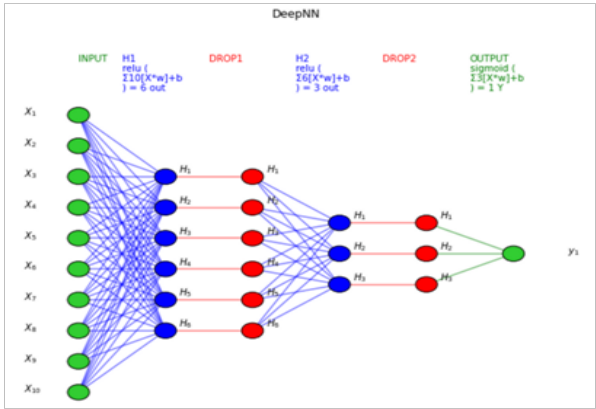 DeepNN
INPUT
H1
relu (
Σ10[X*w]+b
) = 6 out
DROP1
H2
relu (
Σ6[X*w]+b
) = 3 out
DROP2
OUTPUT
sigmoid (
Σ3[X*w]+b
) = 1 Y
X₁
X₂
X₃
X₄
X₅
X₆
X₇
X₈
X₉
X₁₀
H₁
H₂
H₃
H₄
H₅
H₆
H₁
H₂
H₃
H₄
H₅
H₆
H₁
H₂
H₃
H₁
H₂
H₃
y₁